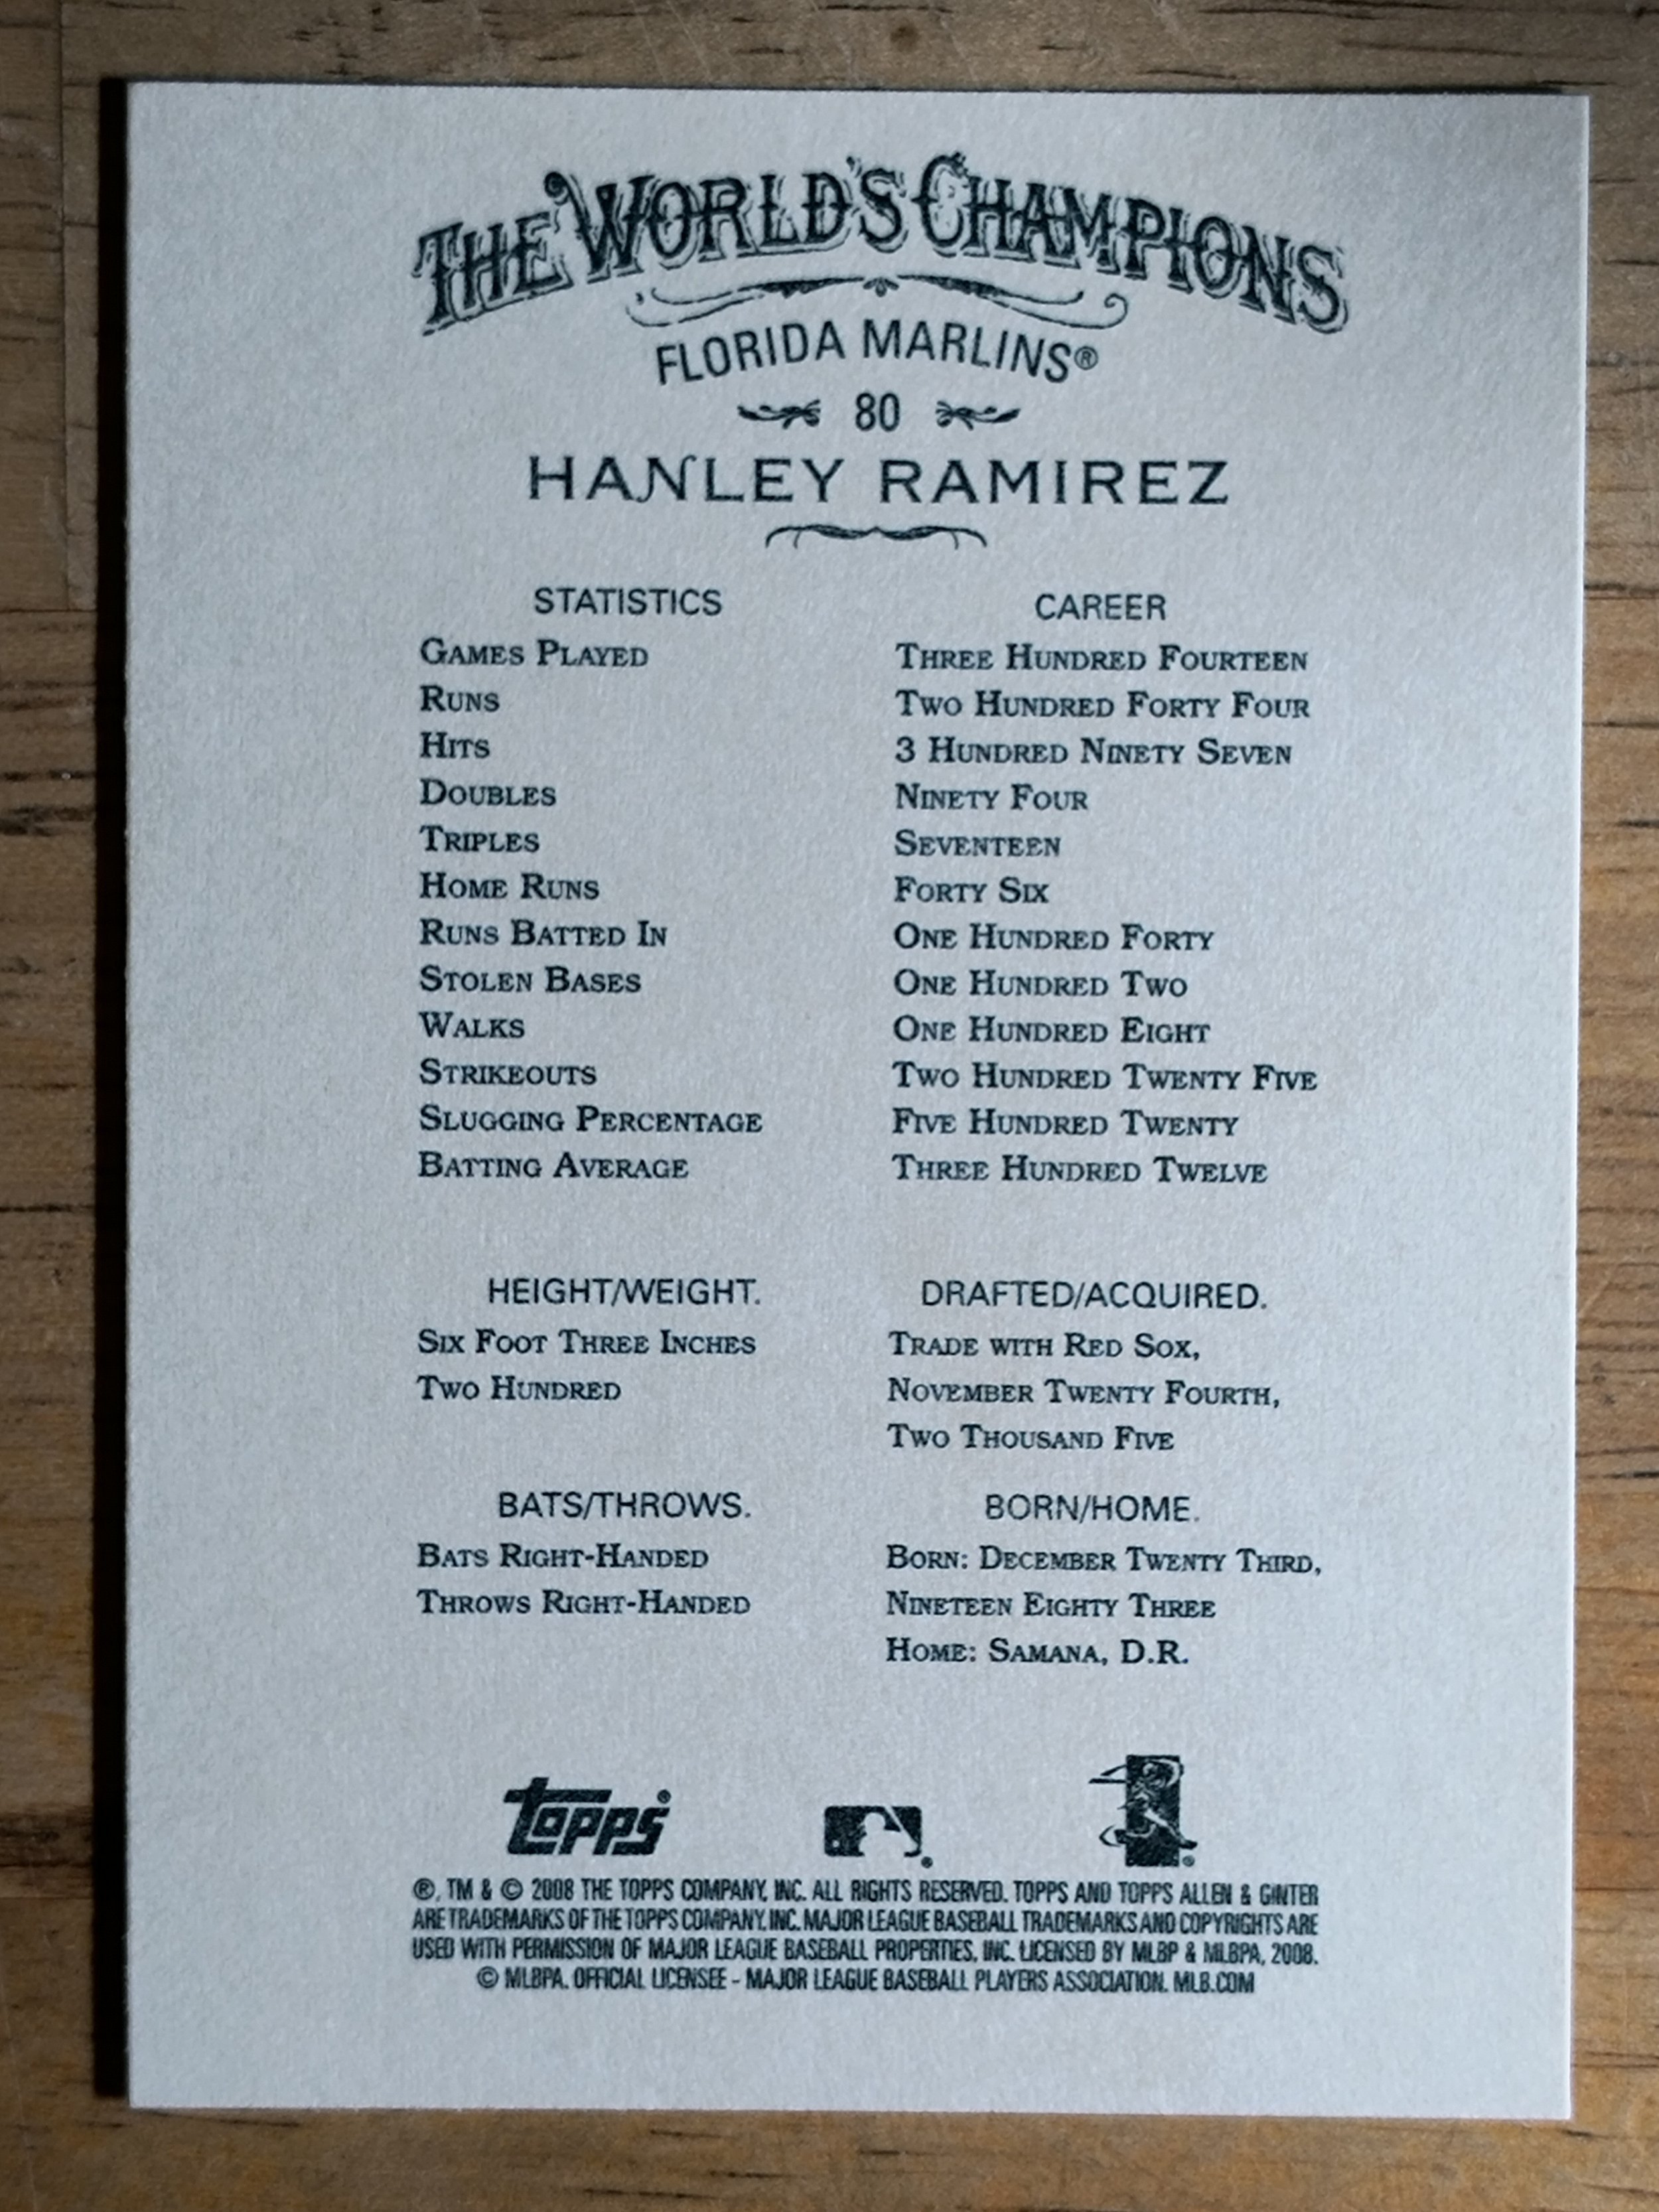 THE WORLD'S CHAMPIONS
FLORIDA MARLINS®
80
HANLEY RAMIREZ
STATISTICS CAREER
GAMES PLAYED THREE HUNDRED FOURTEEN
RUNS TWO HUNDRED FORTY FOUR
HITS 3 HUNDRED NINETY SEVEN
DOUBLES NINETY FOUR
TRIPLES SEVENTEEN
HOME RUNS FORTY SIX
RUNS BATTED IN ONE HUNDRED FORTY
STOLEN BASES ONE HUNDRED TWO
WALKS ONE HUNDRED EIGHT
STRIKEOUTS TWO HUNDRED TWENTY FIVE
SLUGGING PERCENTAGE FIVE HUNDRED TWENTY
BATTING AVERAGE THREE HUNDRED TWELVE
HEIGHT/WEIGHT.
SIX FOOT THREE INCHES
TWO HUNDRED
DRAFTED/ACQUIRED.
TRADE WITH RED SOX,
NOVEMBER TWENTY FOURTH,
TWO THOUSAND FIVE
BATS/THROWS.
BATS RIGHT-HANDED
THROWS RIGHT-HANDED
BORN/HOME.
BORN: DECEMBER TWENTY THIRD,
NINETEEN EIGHTY THREE
HOME: SAMANA, D.R.
topps®
®, TM & © 2008 THE TOPPS COMPANY, INC. ALL RIGHTS RESERVED. TOPPS AND TOPPS ALLEN & GINTER
ARE TRADEMARKS OF THE TOPPS COMPANY, INC. MAJOR LEAGUE BASEBALL TRADEMARKS AND COPYRIGHTS ARE
USED WITH PERMISSION OF MAJOR LEAGUE BASEBALL PROPERTIES, INC. LICENSED BY MLBP & MLBPA, 2008.
© MLBPA. OFFICIAL LICENSEE - MAJOR LEAGUE BASEBALL PLAYERS ASSOCIATION. MLB.COM